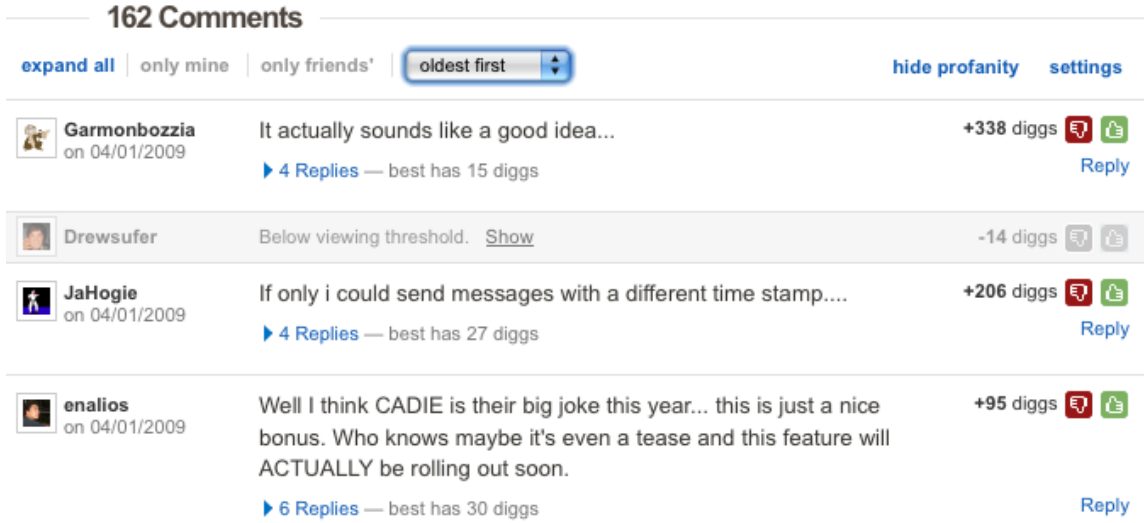 162 Comments
expand all only mine only friends' oldest first hide profanity settings
Garmonbozzia It actually sounds like a good idea... +338 diggs
on 04/01/2009
4 Replies — best has 15 diggs Reply
Drewsufer Below viewing threshold. Show -14 diggs
JaHogie If only i could send messages with a different time stamp.... +206 diggs
on 04/01/2009
4 Replies — best has 27 diggs Reply
enalios Well I think CADIE is their big joke this year... this is just a nice +95 diggs
on 04/01/2009 bonus. Who knows maybe it's even a tease and this feature will
ACTUALLY be rolling out soon.
6 Replies — best has 30 diggs Reply